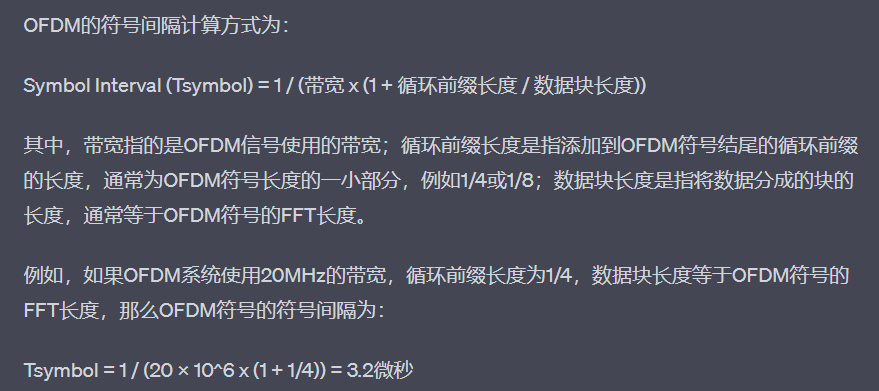 OFDM的符号间隔计算方式为：
Symbol Interval (Tsymbol) = 1 / (带宽 x (1 + 循环前缀长度 / 数据块长度))
其中，带宽指的是OFDM信号使用的带宽；循环前缀长度是指添加到OFDM符号结尾的循环前缀
的长度，通常为OFDM符号长度的一小部分，例如1/4或1/8；数据块长度是指将数据分成的块的
长度，通常等于OFDM符号的FFT长度。
例如，如果OFDM系统使用20MHz的带宽，循环前缀长度为1/4，数据块长度等于OFDM符号的
FFT长度，那么OFDM符号的符号间隔为：
Tsymbol = 1 / (20 × 10^6 x (1 + 1/4)) = 3.2微秒